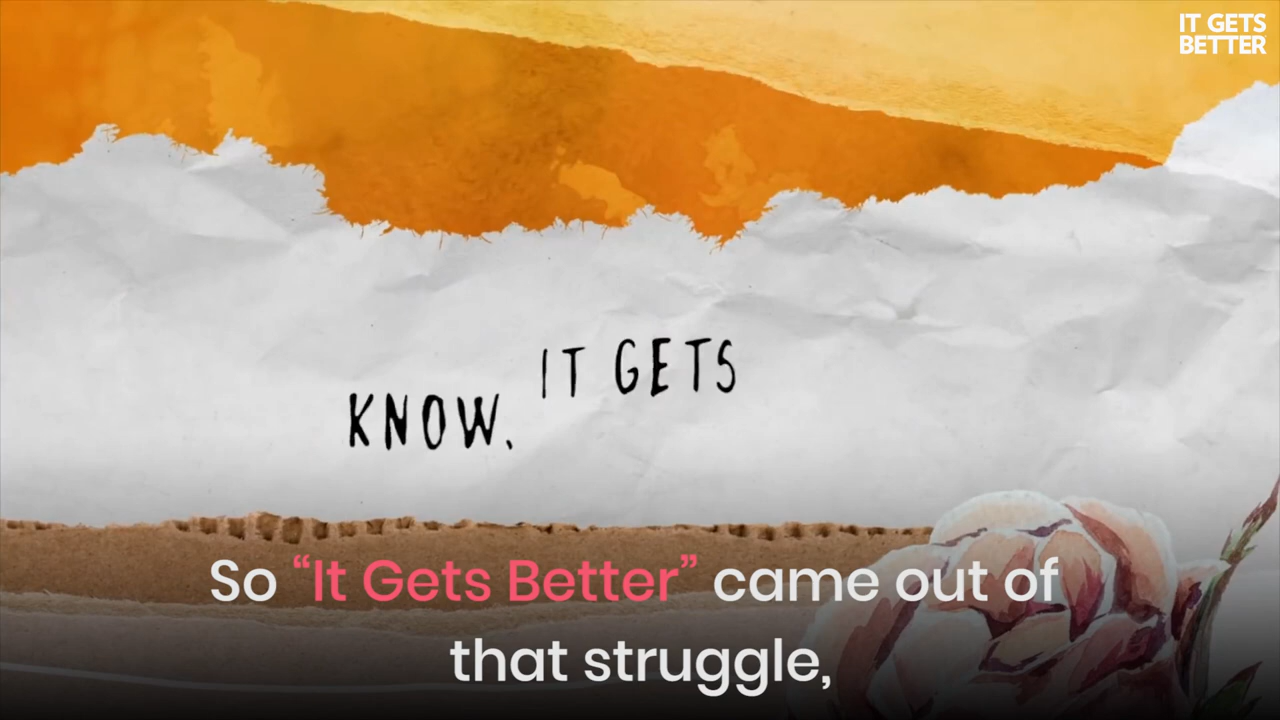 IT GETS
BETTER
IT GETS
KNOW.
So “It Gets Better” came out of
that struggle,